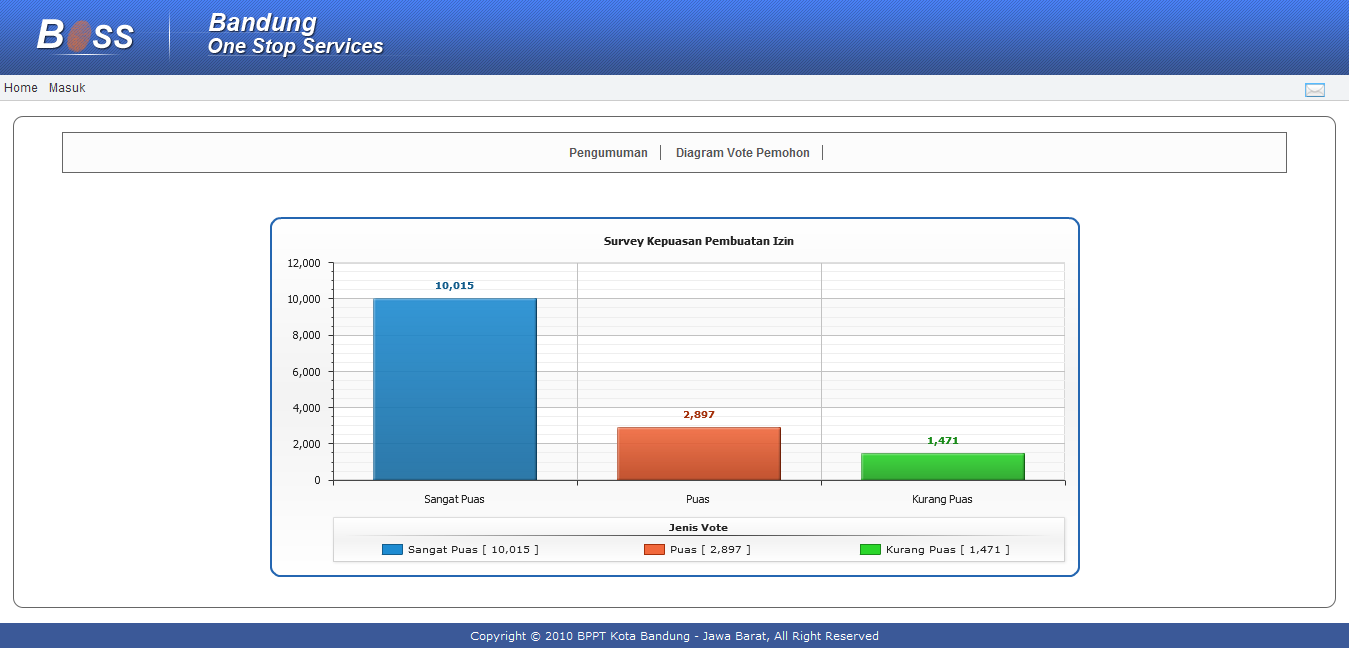 BOSS
Bandung
One Stop Services
Home Masuk
Pengumuman Diagram Vote Pemohon
Survey Kepuasan Pembuatan Izin
12,000
10,000
8,000
6,000
4,000
2,000
0
10,015
2,897
1,471
Sangat Puas Puas Kurang Puas
Jenis Vote
Sangat Puas [ 10,015 ] Puas [ 2,897 ] Kurang Puas [ 1,471 ]
Copyright © 2010 BPPT Kota Bandung - Jawa Barat, All Right Reserved